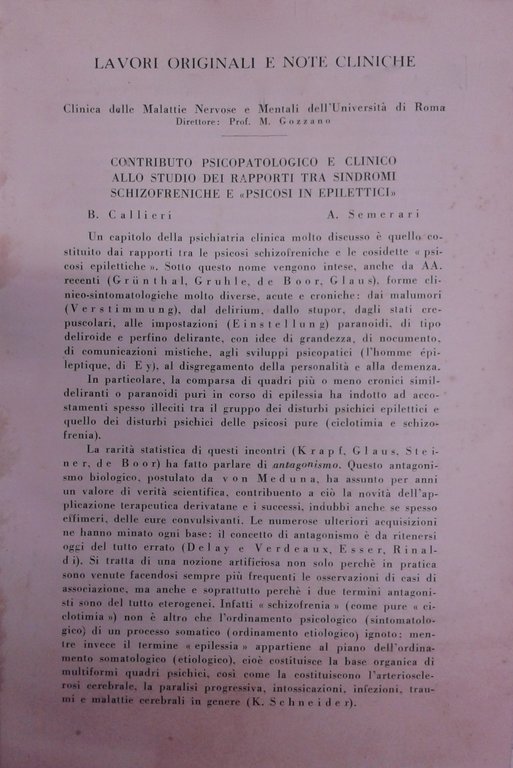 LAVORI ORIGINALI E NOTE CLINICHE
Clinica delle Malattie Nervose e Mentali dell'Università di Roma
Direttore: Prof. M. Gozzano
CONTRIBUTO PSICOPATOLOGICO E CLINICO
ALLO STUDIO DEI RAPPORTI TRA SINDROMI
SCHIZOFRENICHE E «PSICOSI IN EPILETTICI»
B. Callieri A. Semerari
Un capitolo della psichiatria clinica molto discusso è quello co-
stituito dai rapporti tra le psicosi schizofreniche e le cosidette « psi-
cosi epilettiche ». Sotto questo nome vengono intese, anche da AA.
recenti (Grünthal, Gruhle, de Boor, Glaus), forme cli-
nico-sintomatologiche molto diverse, acute e croniche: dai malumori
(Verstimmung), dal delirium, dallo stupor, dagli stati cre-
puscolari, alle impostazioni (Einstellung) paranoidi, di tipo
deliroide e perfino delirante, con idee di grandezza, di nocumento,
di comunicazioni mistiche, agli sviluppi psicopatici (l'homme épi-
leptique, di Ey), al disgregamento della personalità e alla demenza.
In particolare, la comparsa di quadri più o meno cronici simil-
deliranti o paranoidi puri in corso di epilessia ha indotto ad acco-
stamenti spesso illeciti tra il gruppo dei disturbi psichici epilettici e
quello dei disturbi psichici delle psicosi pure (ciclotimia e schizo-
frenia).
La rarità statistica di questi incontri (Krapf, Glaus, Stei-
ner, de Boor) ha fatto parlare di antagonismo. Questo antagoni-
smo biologico, postulato da von Meduna, ha assunto per anni
un valore di verità scientifica, contribuento a ciò la novità dell'ap-
plicazione terapeutica derivatane e i successi, indubbi anche se spesso
effimeri, delle cure convulsivanti. Le numerose ulteriori acquisizioni
ne hanno minato ogni base: il concetto di antagonismo è da ritenersi
oggi del tutto errato (Delay e Verdeaux, Esser, Rinal-
di). Si tratta di una nozione artificiosa non solo perchè in pratica
sono venute facendosi sempre più frequenti le osservazioni di casi di
associazione, ma anche e soprattutto perchè i due termini antagoni-
sti sono del tutto eterogenei. Infatti « schizofrenia » (come pure « ci-
clotimia ») non è altro che l'ordinamento psicologico (sintomatolo-
gico) di un processo somatico (ordinamento etiologico) ignoto; men-
tre invece il termine « epilessia » appartiene al piano dell'ordina-
mento somatologico (etiologico), cioè costituisce la base organica di
multiformi quadri psichici, così come la costituiscono l'arterioscle-
rosi cerebrale, la paralisi progressiva, intossicazioni, infezioni, trau-
mi e malattie cerebrali in genere (K. Schneider).